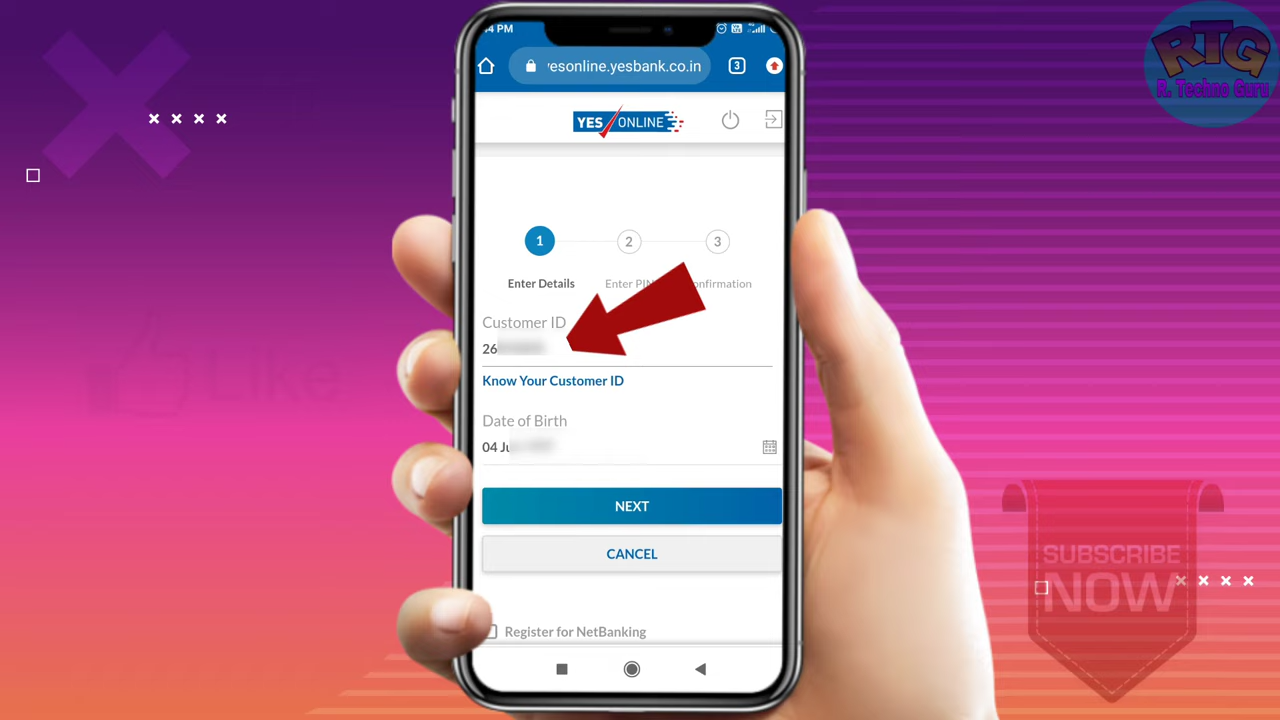 4 PM
RTG
R. Techno Guru
yesonline.yesbank.co.in
3
YES ONLINE
1
2
3
Enter Details
Enter PIN
onfirmation
Customer ID
26
Know Your Customer ID
Date of Birth
04 Ju
NEXT
CANCEL
Register for NetBanking
Like
SUBSCRIBE
NOW